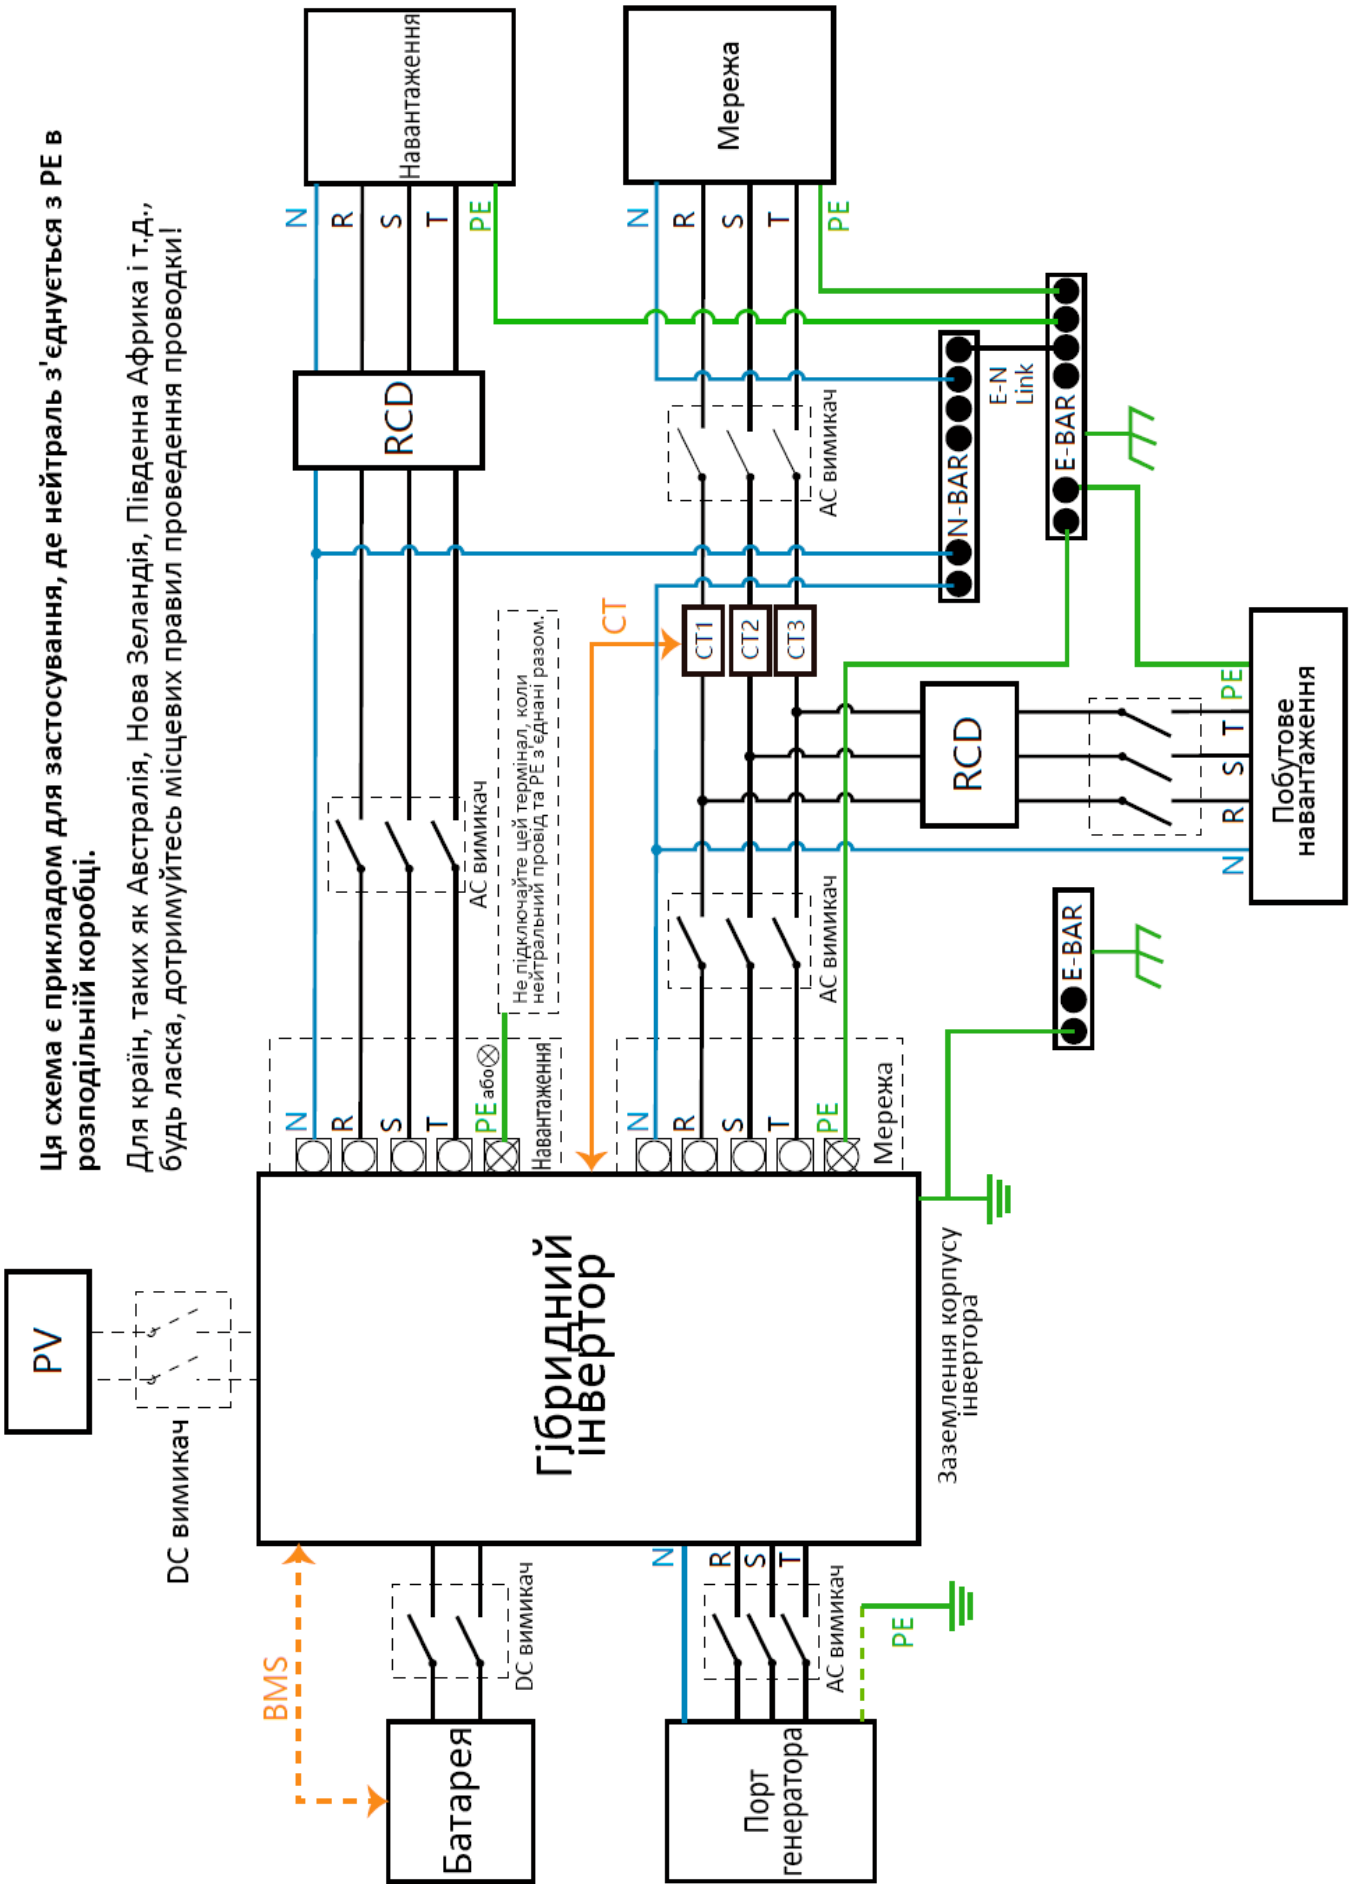 Ця схема є прикладом для застосування, де нейтраль з'єднується з PE в
розподільній коробці.
Для країн, таких як Австралія, Нова Зеландія, Південна Африка і т.д.,
будь ласка, дотримуйтесь місцевих правил проведення проводки!
PV
DC вимикач
BMS
Батарея
DC вимикач
Гібридний
інвертор
N
R
S
T
PE або
Навантаження
AC вимикач
Не підключайте цей термінал, коли
нейтральний провід та PE з'єднані разом.
RCD
N
R
S
T
PE
Навантаження
CT
N
R
S
T
PE
Мережа
AC вимикач
CT1
CT2
CT3
AC вимикач
N
R
S
T
PE
Мережа
N-BAR
E-N
Link
E-BAR
RCD
N
R
S
T
PE
Побутове
навантаження
E-BAR
Заземлення корпусу
інвертора
N
R
S
T
AC вимикач
PE
Порт
генератора